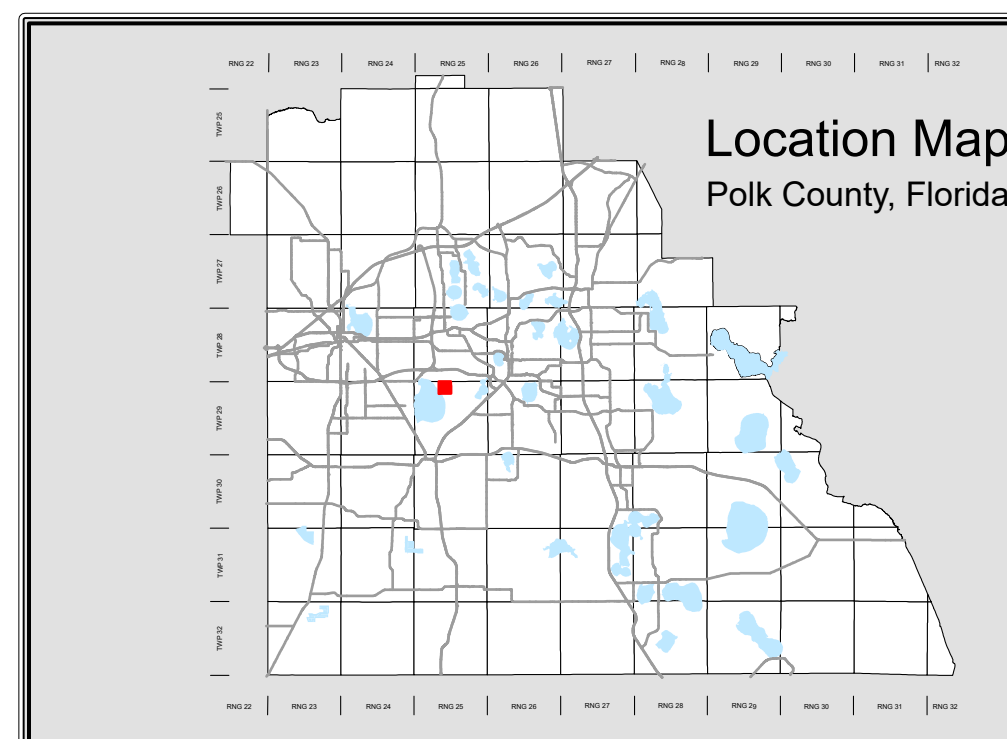 RNG 22 RNG 23 RNG 24 RNG 25 RNG 26 RNG 27 RNG 28 RNG 29 RNG 30 RNG 31 RNG 32
Location Map
Polk County, Florida
TWP 25
TWP 26
TWP 27
TWP 28
TWP 29
TWP 30
TWP 31
TWP 32
RNG 22 RNG 23 RNG 24 RNG 25 RNG 26 RNG 27 RNG 28 RNG 29 RNG 30 RNG 31 RNG 32